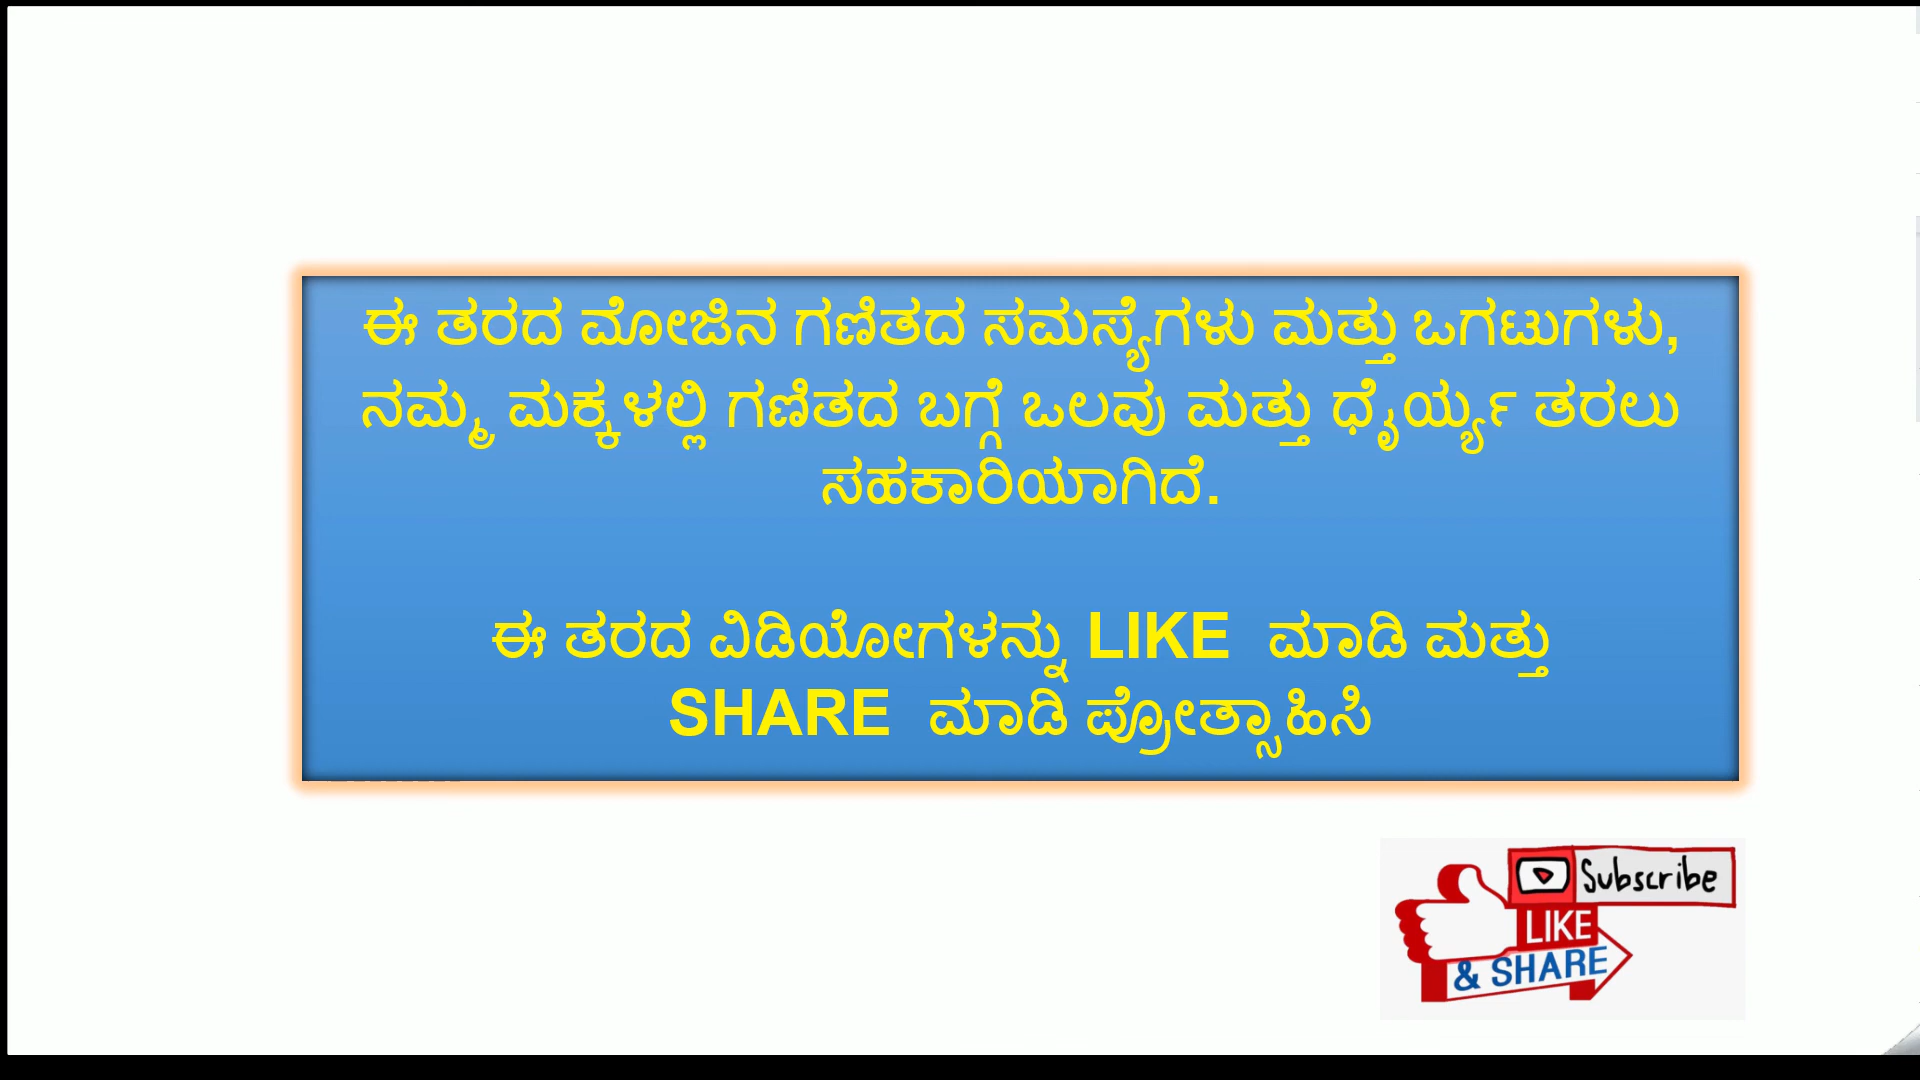 ಈ ತರದ ಮೋಜಿನ ಗಣಿತದ ಸಮಸ್ಯೆಗಳು ಮತ್ತು ಒಗಟುಗಳು,
ನಮ್ಮ ಮಕ್ಕಳಲ್ಲಿ ಗಣಿತದ ಬಗ್ಗೆ ಒಲವು ಮತ್ತು ಧೈರ್ಯ್ಯ ತರಲು
ಸಹಕಾರಿಯಾಗಿದೆ.
ಈ ತರದ ವಿಡಿಯೋಗಳನ್ನು LIKE ಮಾಡಿ ಮತ್ತು
SHARE ಮಾಡಿ ಪ್ರೋತ್ಸಾಹಿಸಿ
Subscribe
LIKE
& SHARE